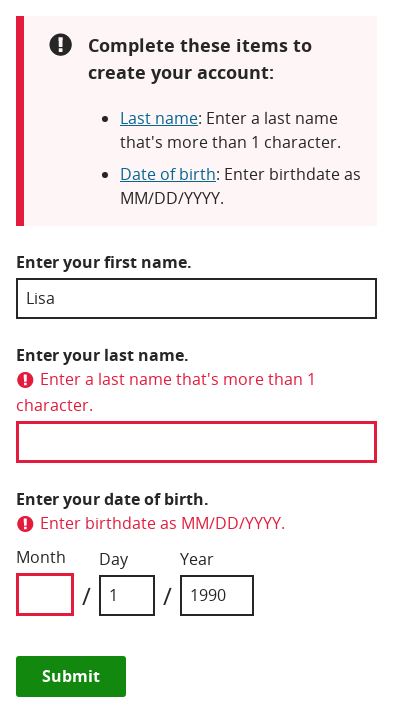 Complete these items to
create your account:
Last name: Enter a last name
that's more than 1 character.
Date of birth: Enter birthdate as
MM/DD/YYYY.
Enter your first name.
Lisa
Enter your last name.
Enter a last name that's more than 1
character.
Enter your date of birth.
Enter birthdate as MM/DD/YYYY.
Month Day Year
/ 1 / 1990
Submit